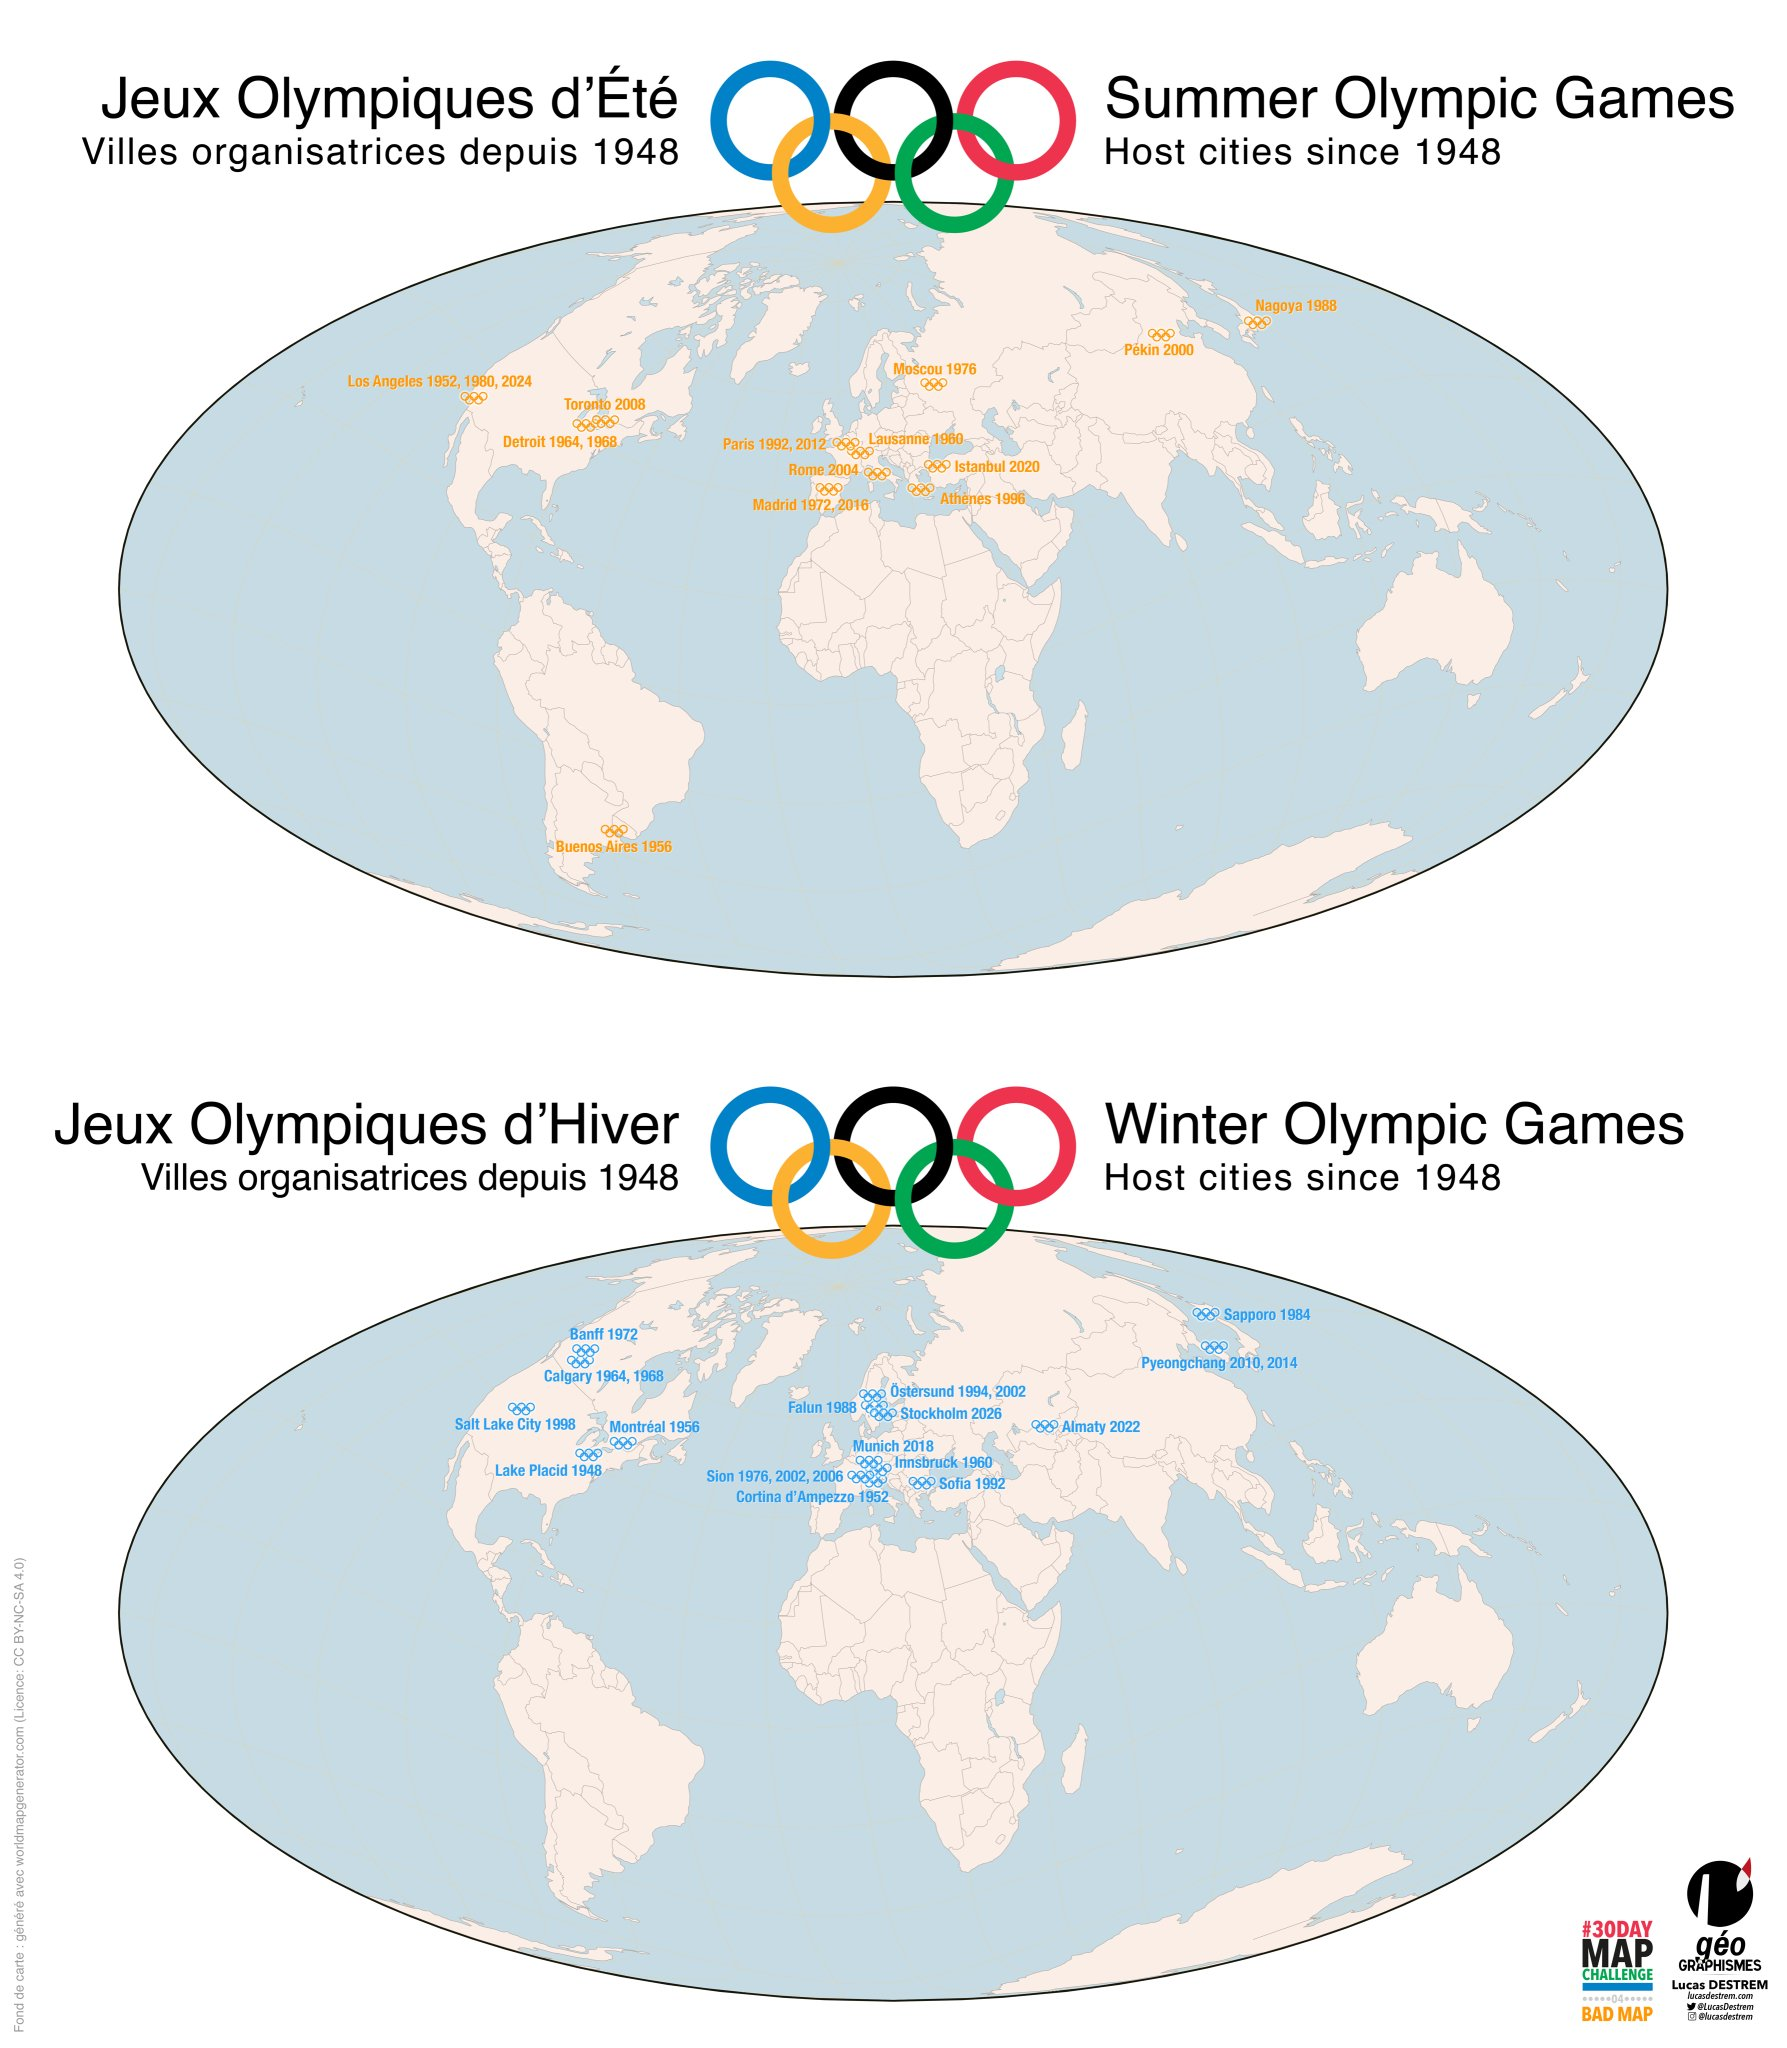 Jeux Olympiques d’Été
Villes organisatrices depuis 1948
Summer Olympic Games
Host cities since 1948
Nagoya 1988
Pékin 2000
Moscou 1976
Los Angeles 1952, 1980, 2024
Toronto 2008
Detroit 1964, 1968
Paris 1992, 2012
Lausanne 1960
Rome 2004
Istanbul 2020
Madrid 1972, 2016
Athènes 1996
Buenos Aires 1956
Jeux Olympiques d’Hiver
Villes organisatrices depuis 1948
Winter Olympic Games
Host cities since 1948
Sapporo 1984
Banff 1972
Pyeongchang 2010, 2014
Calgary 1964, 1968
Östersund 1994, 2002
Falun 1988
Stockholm 2026
Salt Lake City 1998
Montréal 1956
Almaty 2022
Munich 2018
Innsbruck 1960
Lake Placid 1948
Sion 1976, 2002, 2006
Sofia 1992
Cortina d’Ampezzo 1952
Fond de carte : généré avec worldmapgenerator.com (Licence: CC BY-NC-SA 4.0)
#30DAY
MAP
CHALLENGE
04
BAD MAP
géo
GRAPHISMES
Lucas DESTREM
lucasdestrem.com
@LucasDestrem
@lucasdestrem